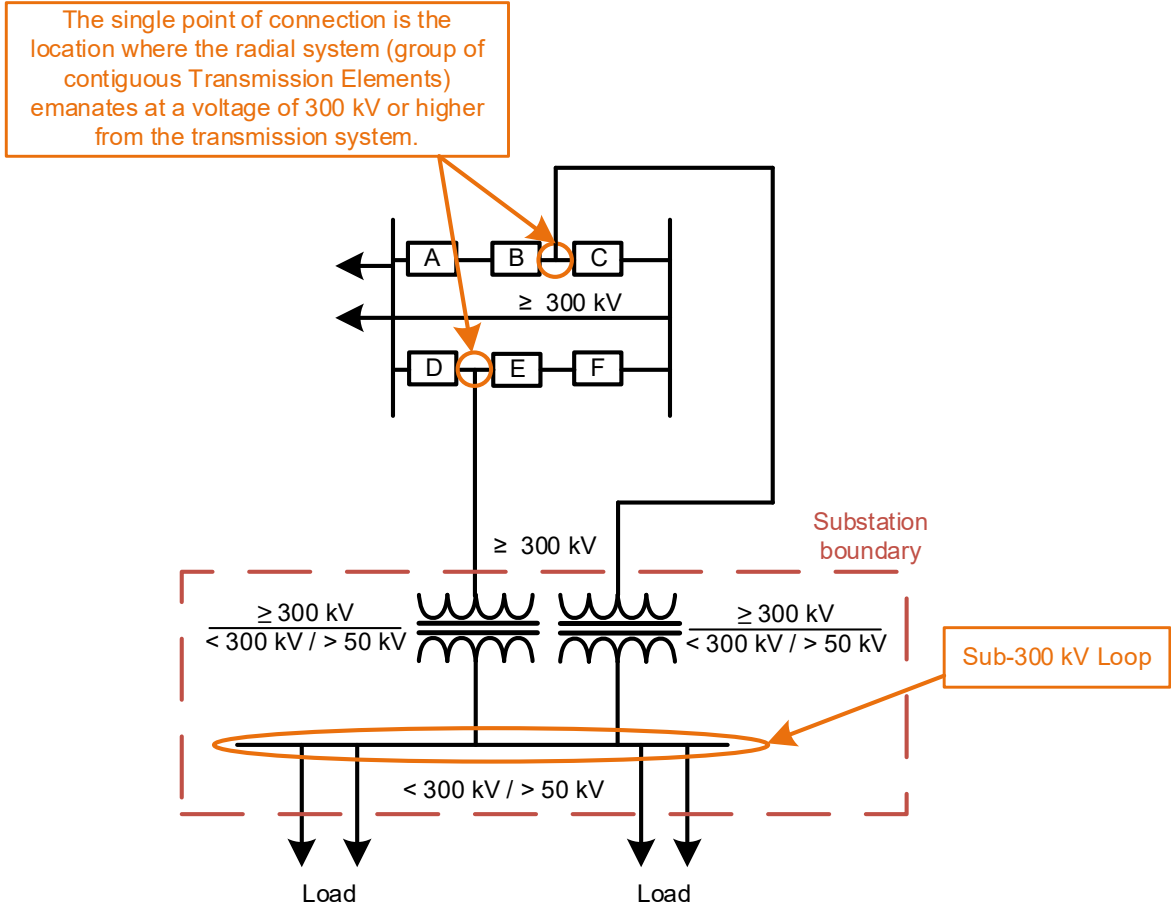 The single point of connection is the
location where the radial system (group of
contiguous Transmission Elements)
emanates at a voltage of 300 kV or higher
from the transmission system.
A
B
C
≥ 300 kV
D
E
F
≥ 300 kV
Substation
boundary
≥ 300 kV
< 300 kV / > 50 kV
≥ 300 kV
< 300 kV / > 50 kV
Sub-300 kV Loop
< 300 kV / > 50 kV
Load
Load